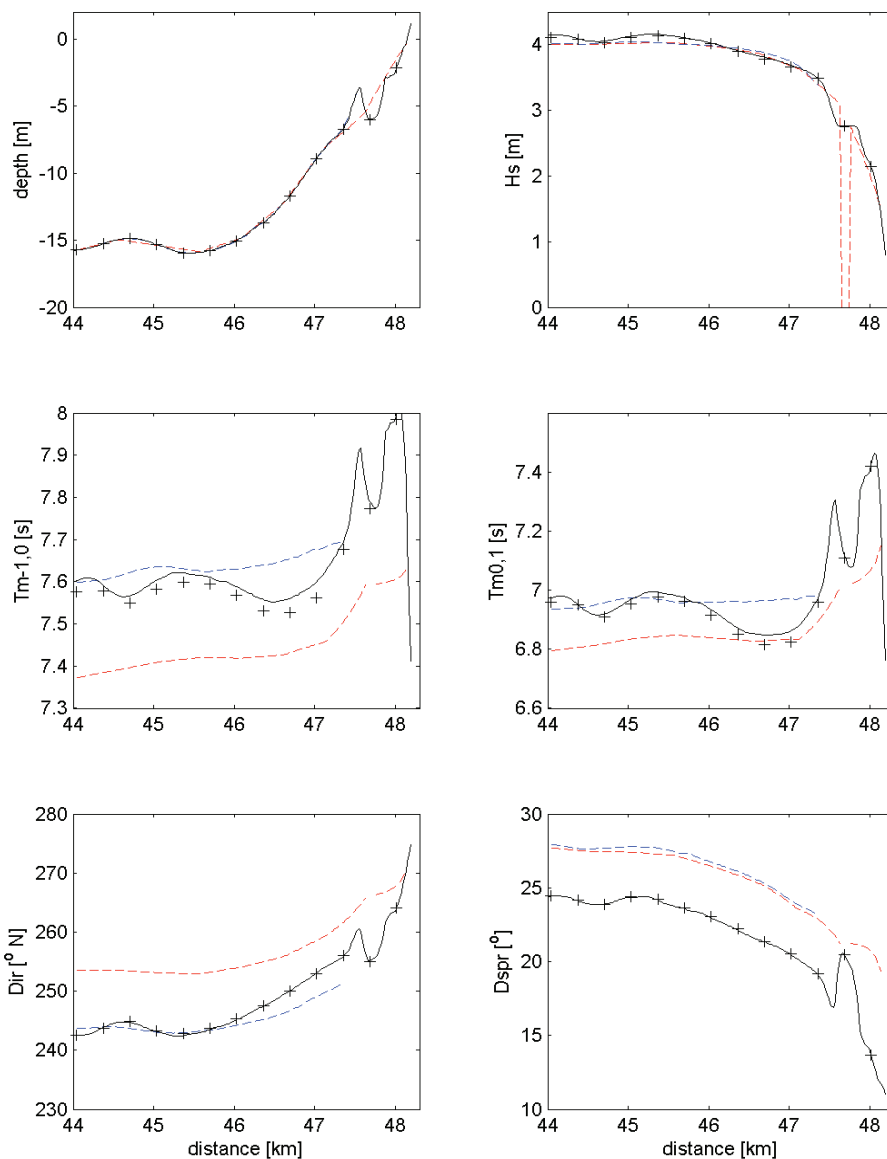 0
-5
-10
-15
-20
depth [m]
44 45 46 47 48
4
3
2
1
0
Hs [m]
44 45 46 47 48
8
7.9
7.8
7.7
7.6
7.5
7.4
7.3
Tm-1,0 [s]
44 45 46 47 48
7.4
7.2
7
6.8
6.6
Tm0,1 [s]
44 45 46 47 48
280
270
260
250
240
230
Dir [° N]
44 45 46 47 48
distance [km]
30
25
20
15
10
Dspr [°]
44 45 46 47 48
distance [km]